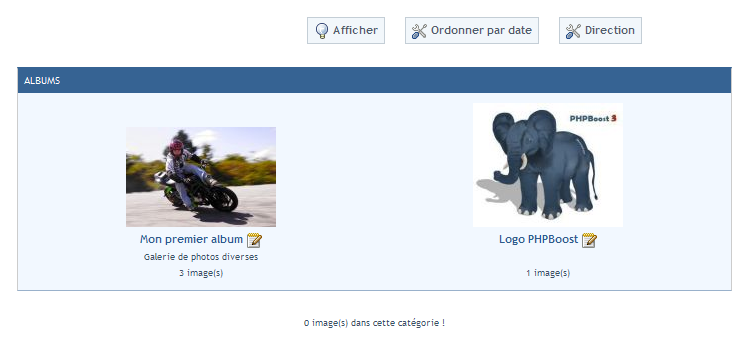 Afficher
Ordonner par date
Direction
ALBUMS
PHPBoost 3
Mon premier album
Galerie de photos diverses
3 image(s)
Logo PHPBoost
1 image(s)
0 image(s) dans cette catégorie !